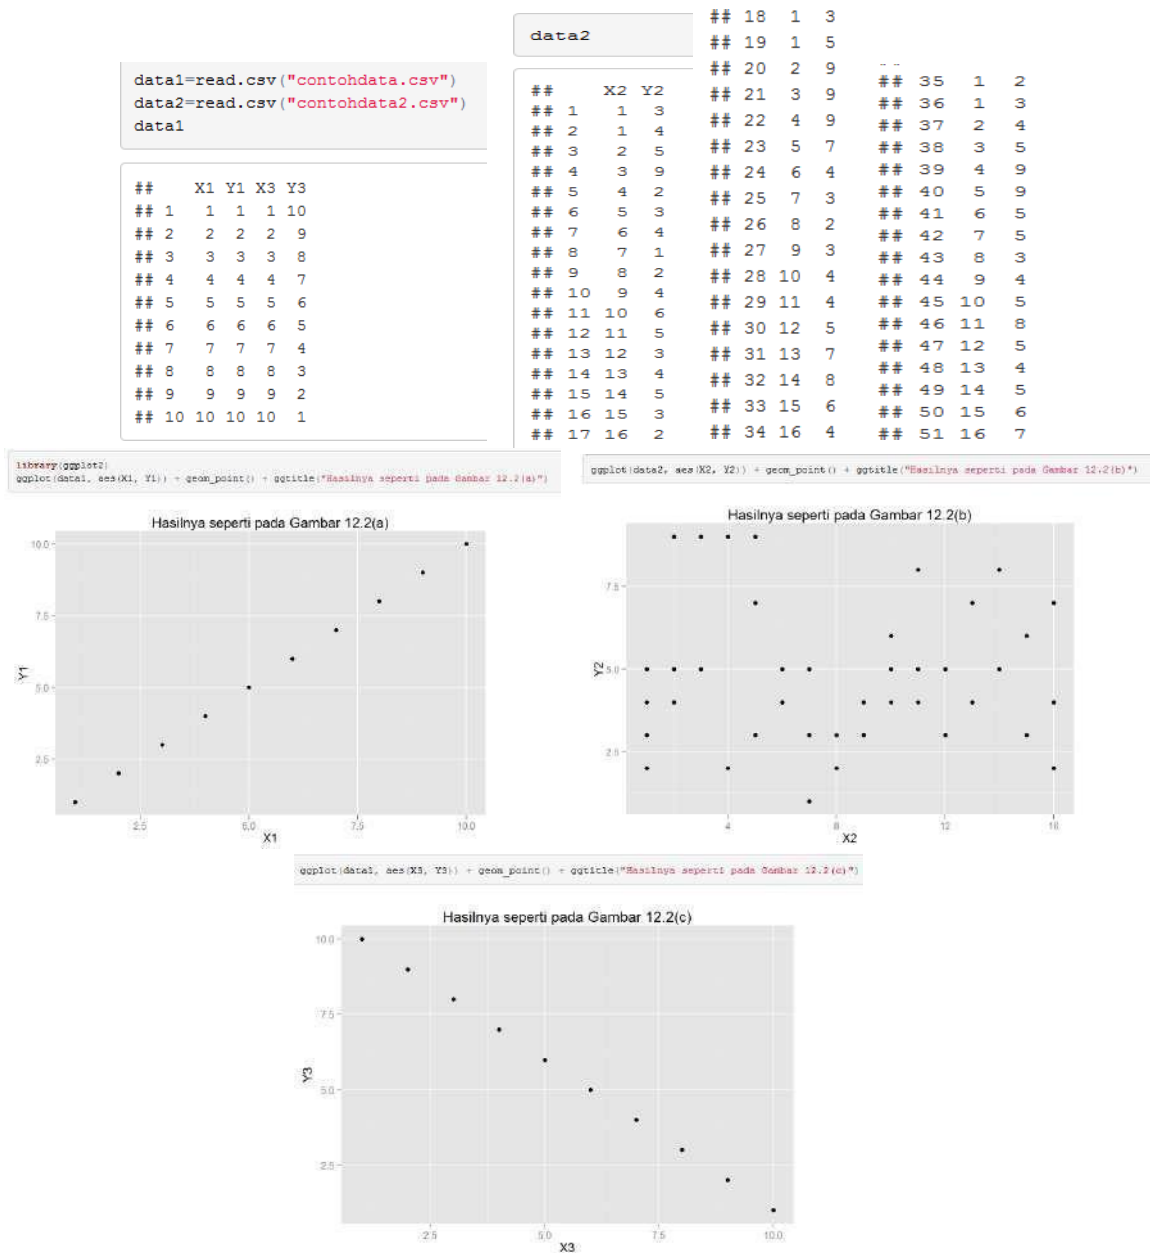 data1=read.csv("contohdata.csv")
data2=read.csv("contohdata2.csv")
data1
## X1 Y1 X3 Y3
## 1 1 1 1 10
## 2 2 2 2 9
## 3 3 3 3 8
## 4 4 4 4 7
## 5 5 5 5 6
## 6 6 6 6 5
## 7 7 7 7 4
## 8 8 8 8 3
## 9 9 9 9 2
## 10 10 10 10 1
data2
## X2 Y2
## 1 1 3
## 2 1 4
## 3 2 5
## 4 3 9
## 5 4 2
## 6 5 3
## 7 6 4
## 8 7 1
## 9 8 2
## 10 9 4
## 11 10 6
## 12 11 5
## 13 12 3
## 14 13 4
## 15 14 5
## 16 15 3
## 17 16 2
## 18 1 3
## 19 1 5
## 20 2 9
## 21 3 9
## 22 4 9
## 23 5 7
## 24 6 4
## 25 7 3
## 26 8 2
## 27 9 3
## 28 10 4
## 29 11 4
## 30 12 5
## 31 13 7
## 32 14 8
## 33 15 6
## 34 16 4
## 35 1 2
## 36 1 3
## 37 2 4
## 38 3 5
## 39 4 9
## 40 5 9
## 41 6 5
## 42 7 5
## 43 8 3
## 44 9 4
## 45 10 5
## 46 11 8
## 47 12 5
## 48 13 4
## 49 14 5
## 50 15 6
## 51 16 7
library(ggplot2)
ggplot(data1, aes(X1, Y1)) + geom_point() + ggtitle("Hasilnya seperti pada Gambar 12.2(a)")
Hasilnya seperti pada Gambar 12.2(a)
10.0
7.5
5.0
2.5
Y1
2.5 5.0 7.5 10.0
X1
ggplot(data2, aes(X2, Y2)) + geom_point() + ggtitle("Hasilnya seperti pada Gambar 12.2(b)")
Hasilnya seperti pada Gambar 12.2(b)
7.5
5.0
2.5
Y2
4 8 12 16
X2
ggplot(data1, aes(X3, Y3)) + geom_point() + ggtitle("Hasilnya seperti pada Gambar 12.2(c)")
Hasilnya seperti pada Gambar 12.2(c)
10.0
7.5
5.0
2.5
Y3
2.5 5.0 7.5 10.0
X3